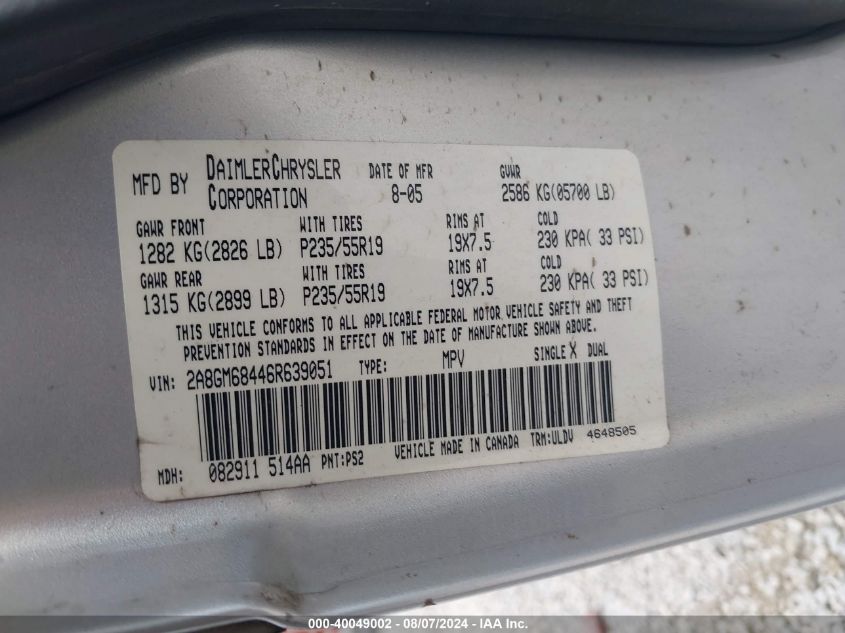 MFD BY DAIMLERCHRYSLER CORPORATION DATE OF MFR 8-05 GVWR 2586 KG(05700 LB)
GAWR FRONT WITH TIRES RIMS AT COLD
1282 KG(2826 LB) P235/55R19 19X7.5 230 KPA( 33 PSI)
GAWR REAR WITH TIRES RIMS AT COLD
1315 KG(2899 LB) P235/55R19 19X7.5 230 KPA( 33 PSI)
THIS VEHICLE CONFORMS TO ALL APPLICABLE FEDERAL MOTOR VEHICLE SAFETY AND THEFT
PREVENTION STANDARDS IN EFFECT ON THE DATE OF MANUFACTURE SHOWN ABOVE.
VIN: 2A8GM68446R639051 TYPE: MPV SINGLE X DUAL
MDH: 082911 514AA PNT:PS2 VEHICLE MADE IN CANADA TRM:ULDV 4648505
000-40049002 - 08/07/2024 - IAA Inc.